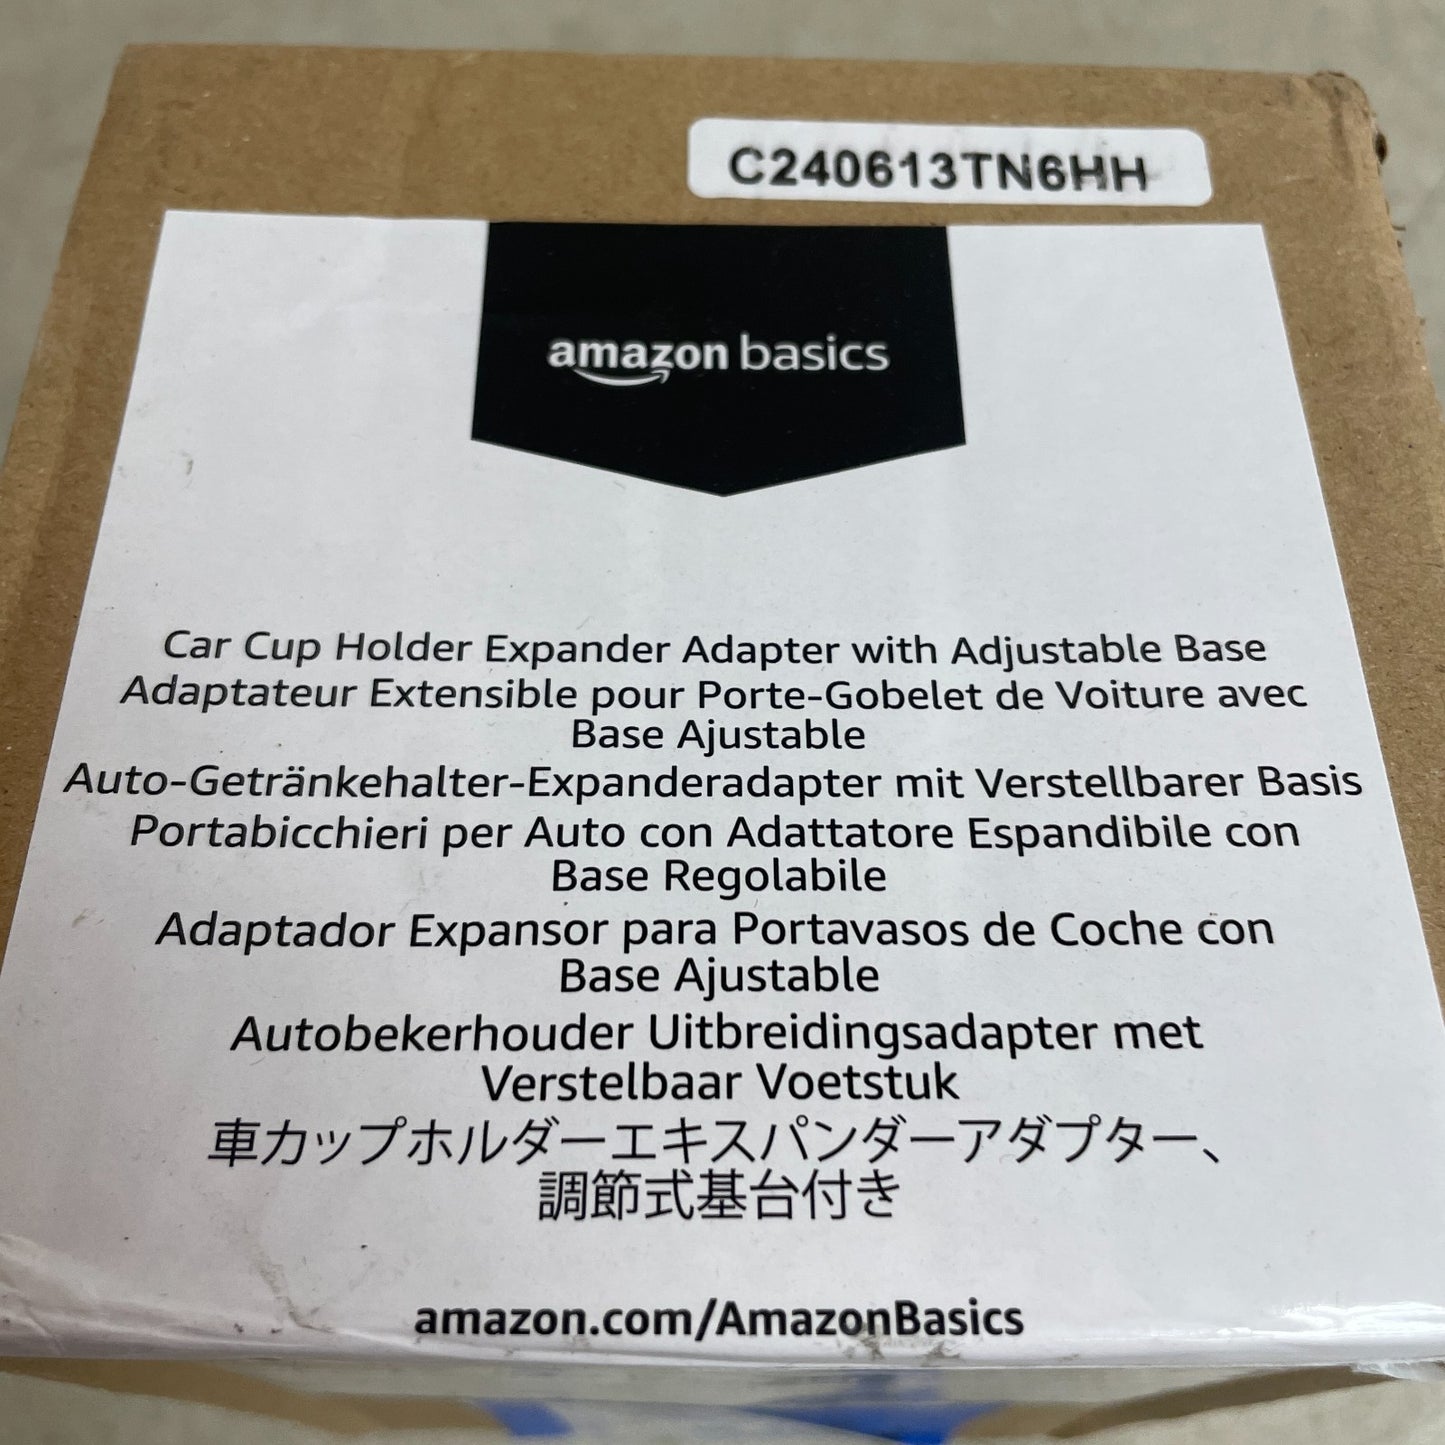 C240613TN6HH
amazon basics
Car Cup Holder Expander Adapter with Adjustable Base
Adaptateur Extensible pour Porte-Gobelet de Voiture avec
Base Ajustable
Auto-Getränkehalter-Expanderadapter mit Verstellbarer Basis
Portabicchieri per Auto con Adattatore Espandibile con
Base Regolabile
Adaptador Expansor para Portavasos de Coche con
Base Ajustable
Autobekerhouder Uitbreidingsadapter met
Verstelbaar Voetstuk
車カップホルダーエキスパンダーアダプター、
調節式基台付き
amazon.com/AmazonBasics